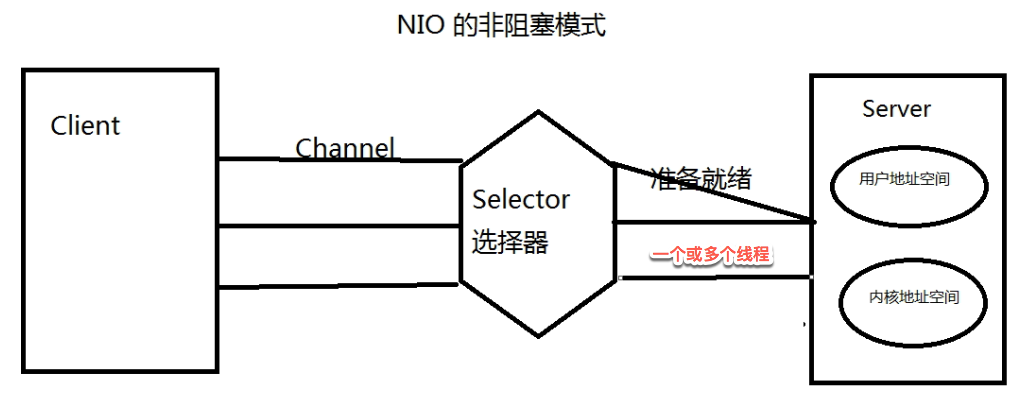 NIO 的非阻塞模式
Client
Channel
Selector
选择器
准备就绪
一个或多个线程
Server
用户地址空间
内核地址空间